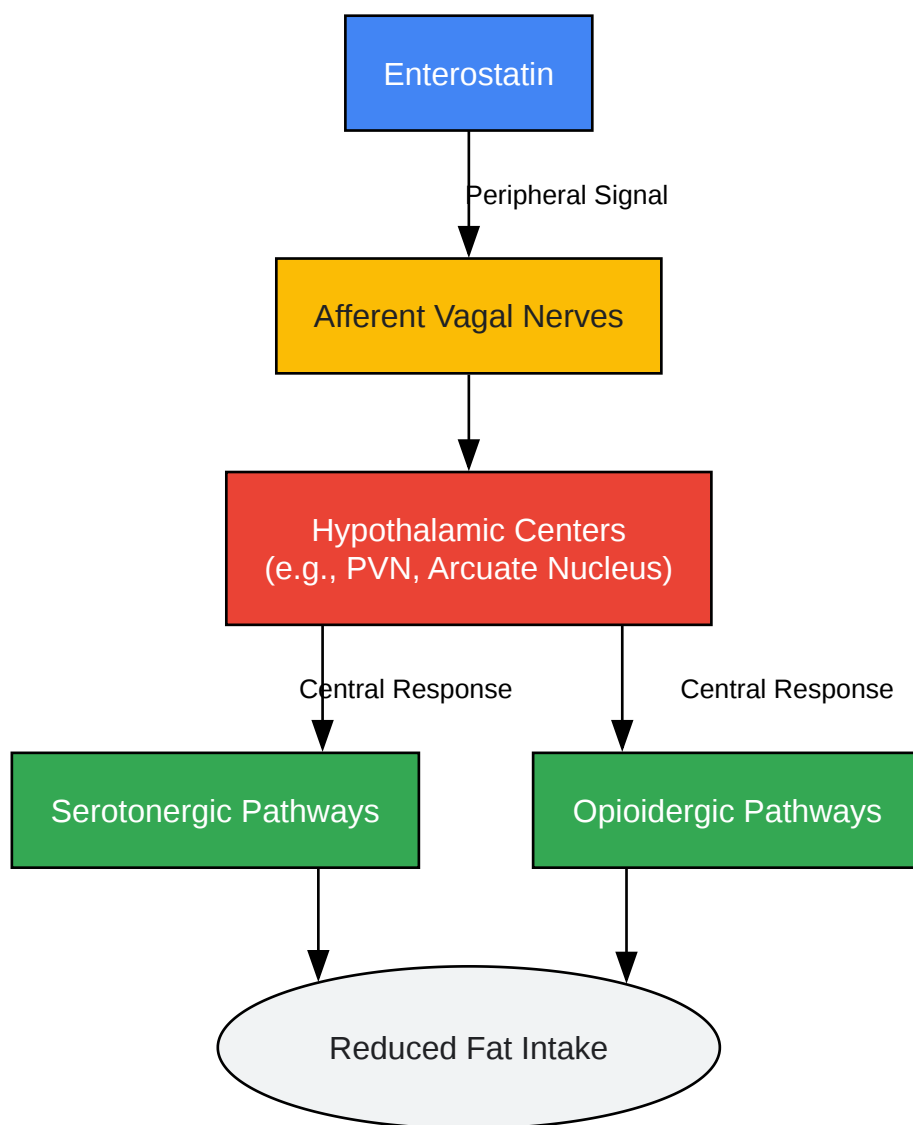 Enterostatin
Peripheral Signal
Afferent Vagal Nerves
Hypothalamic Centers
(e.g., PVN, Arcuate Nucleus)
Central Response
Central Response
Serotonergic Pathways
Opioidergic Pathways
Reduced Fat Intake